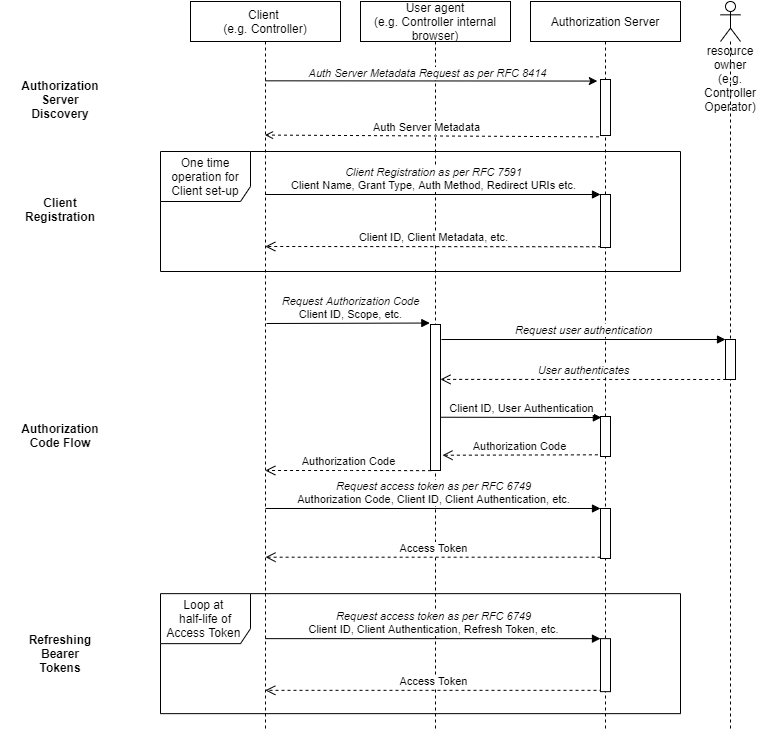 Client
(e.g. Controller)
User agent
(e.g. Controller internal
browser)
Authorization Server
resource
owner
(e.g.
Controller
Operator)
Authorization
Server
Discovery
Auth Server Metadata Request as per RFC 8414
Auth Server Metadata
One time
operation for
Client set-up
Client
Registration
Client Registration as per RFC 7591
Client Name, Grant Type, Auth Method, Redirect URIs etc.
Client ID, Client Metadata, etc.
Authorization
Code Flow
Request Authorization Code
Client ID, Scope, etc.
Request user authentication
User authenticates
Client ID, User Authentication
Authorization Code
Authorization Code
Request access token as per RFC 6749
Authorization Code, Client ID, Client Authentication, etc.
Access Token
Loop at
half-life of
Access Token
Refreshing
Bearer
Tokens
Request access token as per RFC 6749
Client ID, Client Authentication, Refresh Token, etc.
Access Token